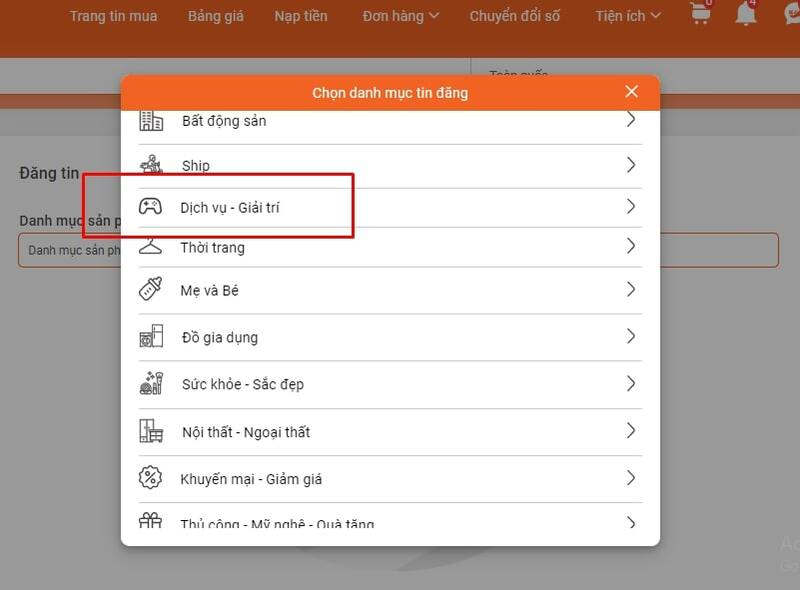 Trang tin mua Bảng giá Nạp tiền Đơn hàng Chuyển đổi số Tiện ích 0 4
Toàn quốc
Chọn danh mục tin đăng
Bất động sản
Ship
Đăng tin
Dịch vụ - Giải trí
Danh mục sản p
Thời trang
Danh mục sản ph
Mẹ và Bé
Đồ gia dụng
Sức khỏe - Sắc đẹp
Nội thất - Ngoại thất
Khuyến mại - Giảm giá
Thủ công - Mỹ nghệ - Quà tặng